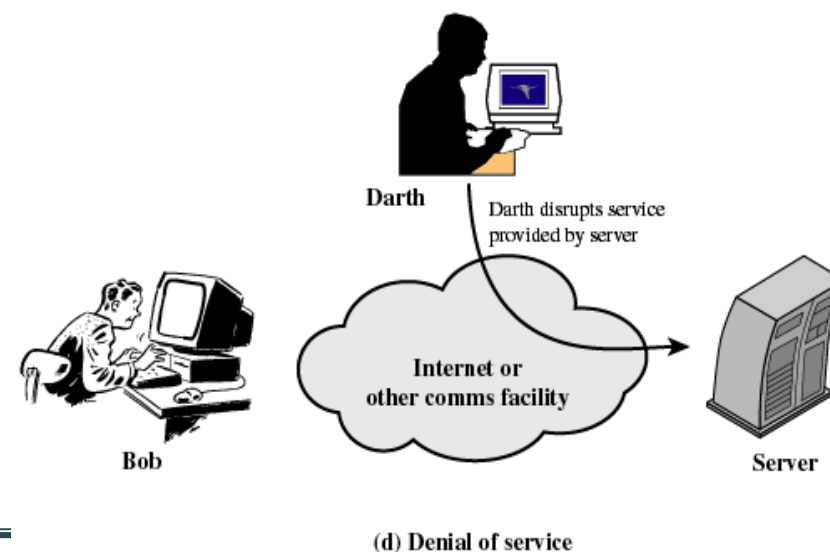 Darth
Darth disrupts service
provided by server
Internet or
other comms facility
Bob
Server
(d) Denial of service